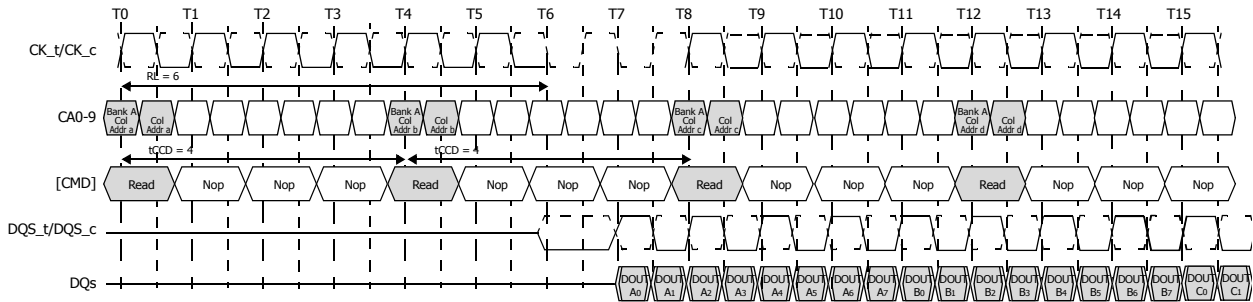 T0 T1 T2 T3 T4 T5 T6 T7 T8 T9 T10 T11 T12 T13 T14 T15
CK_t/CK_c
RL = 6
CA0-9
Bank A Col Addr a
Col Addr a
Bank A Col Addr b
Col Addr b
Bank A Col Addr c
Col Addr c
Bank A Col Addr d
Col Addr d
tCCD = 4 tCCD = 4
[CMD] Read Nop Nop Nop Read Nop Nop Nop Read Nop Nop Nop Read Nop Nop Nop
DQS_t/DQS_c
DQs
DOUT A0
DOUT A1
DOUT A2
DOUT A3
DOUT A4
DOUT A5
DOUT A6
DOUT A7
DOUT B0
DOUT B1
DOUT B2
DOUT B3
DOUT B4
DOUT B5
DOUT B6
DOUT B7
DOUT C0
DOUT C1